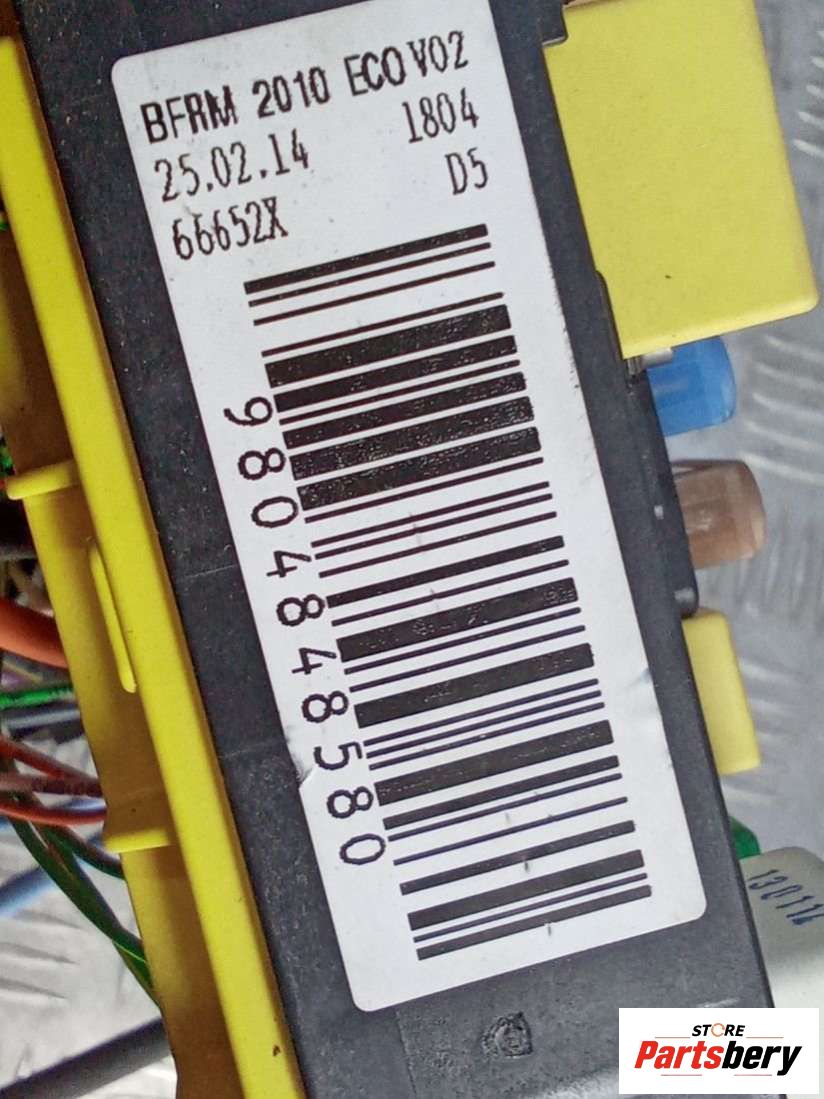 BFRM 2010 ECO V02
25.02.14 1804
66652X D5
9804848580
STORE
Partsbery